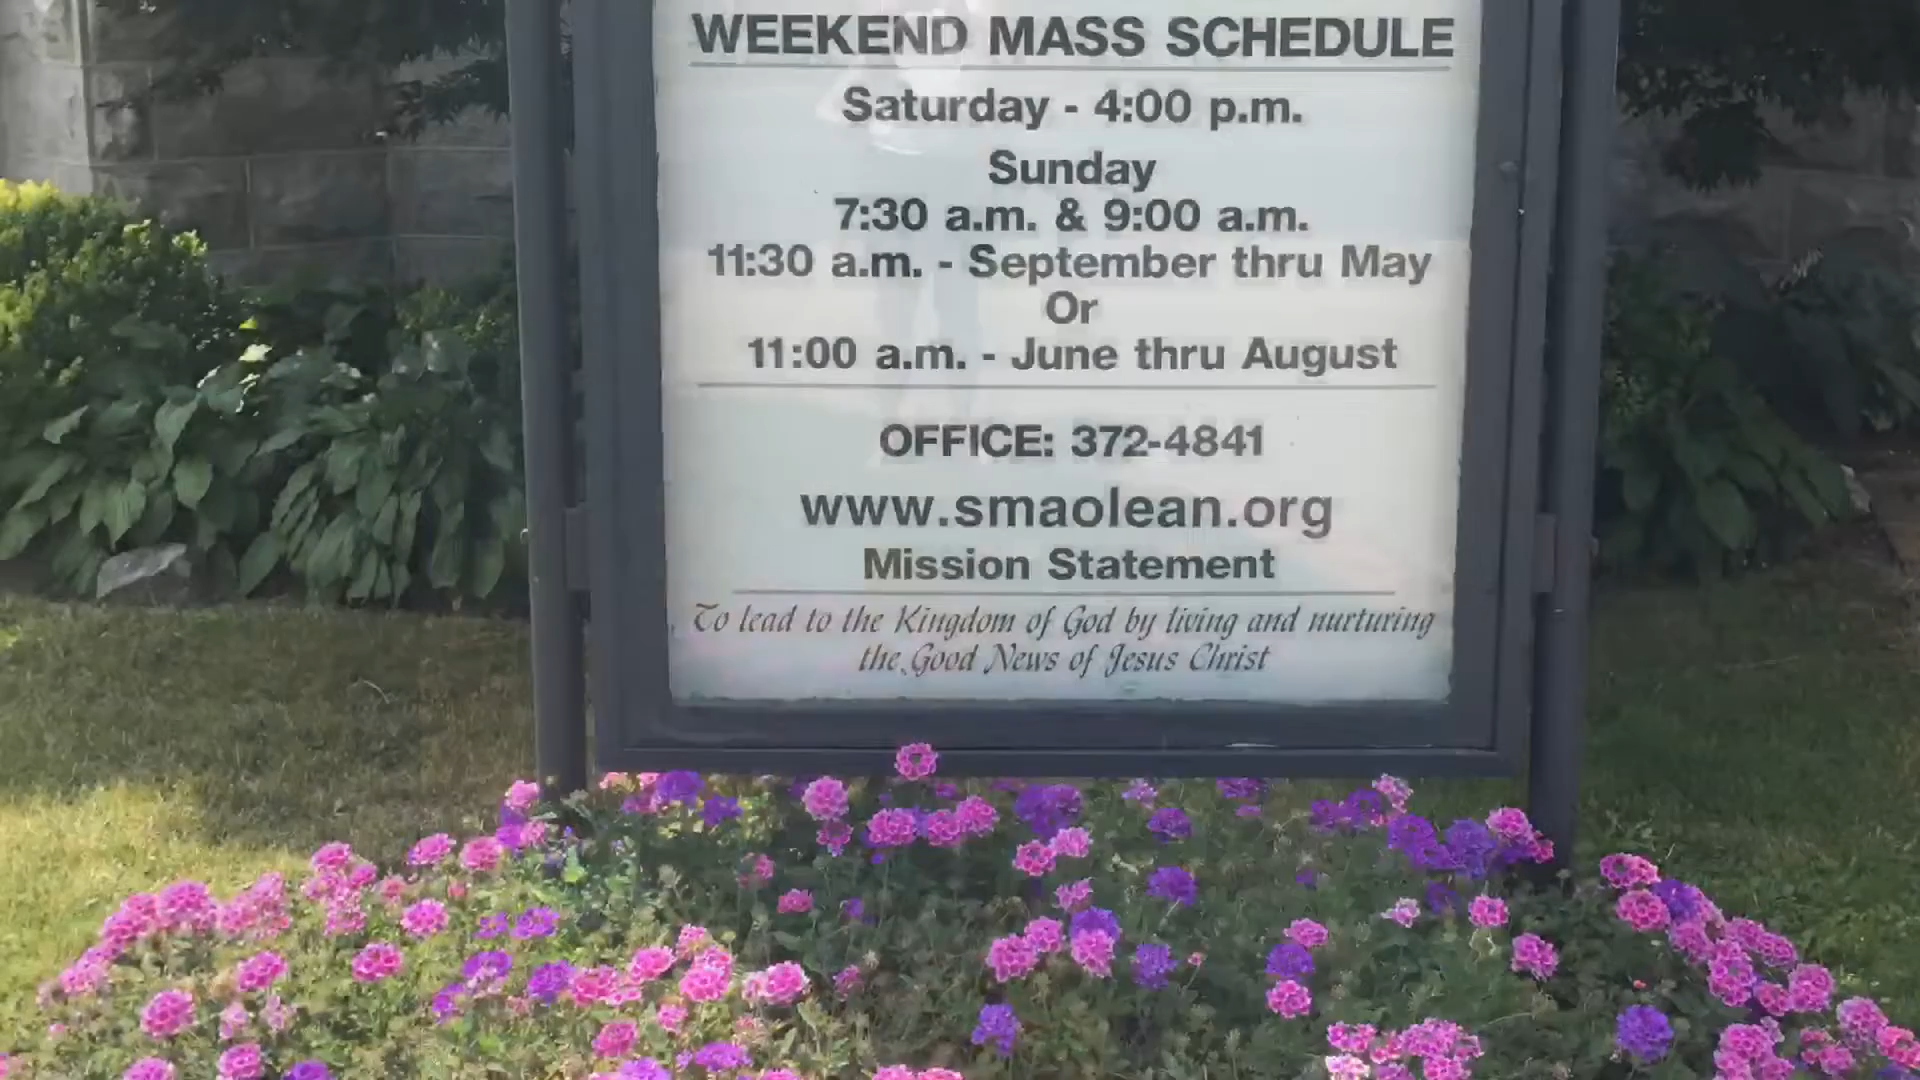 WEEKEND MASS SCHEDULE
Saturday - 4:00 p.m.
Sunday
7:30 a.m. & 9:00 a.m.
11:30 a.m. - September thru May
Or
11:00 a.m. - June thru August
OFFICE: 372-4841
www.smaolean.org
Mission Statement
To lead to the Kingdom of God by living and nurturing
the Good News of Jesus Christ